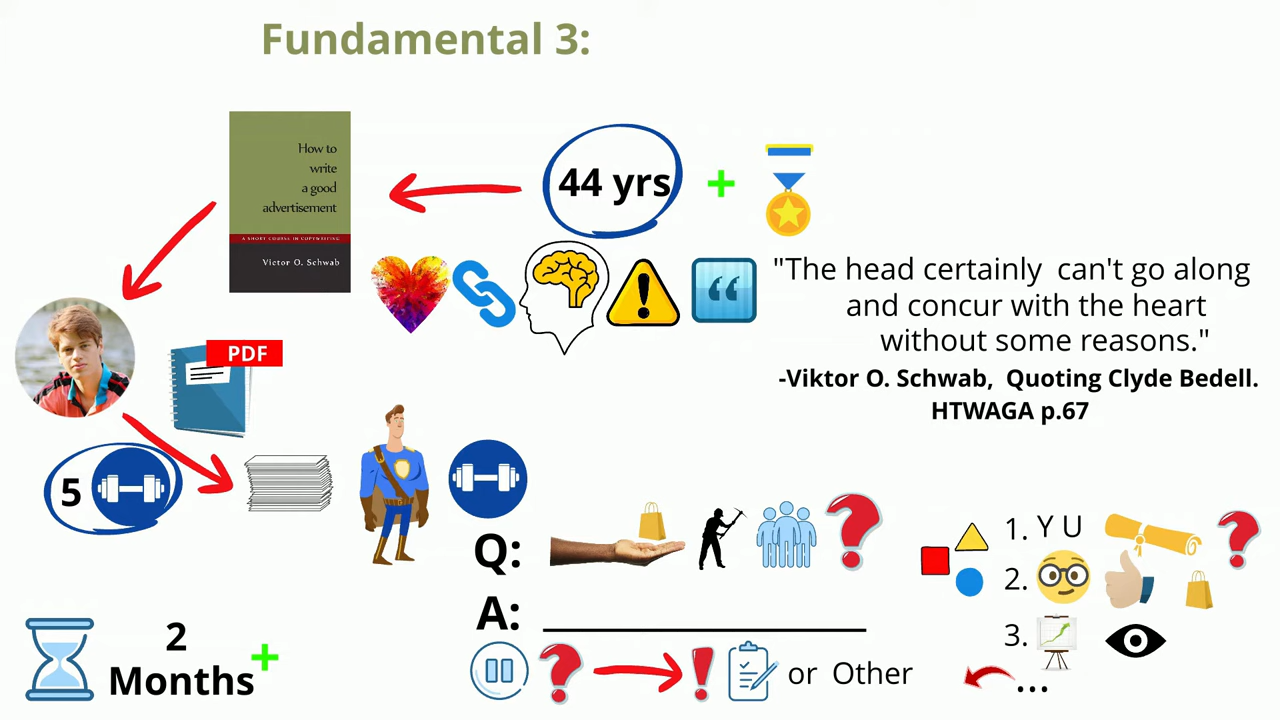 Fundamental 3:
How to
write
a good
advertisement
A SHORT COURSE IN COPYWRITING
Victor O. Schwab
44 yrs +
"The head certainly can't go along
and concur with the heart
without some reasons."
-Viktor O. Schwab, Quoting Clyde Bedell.
HTWAGA p.67
PDF
5
Q:
A:
or Other
1. Y U
2.
3.
...
2
Months+